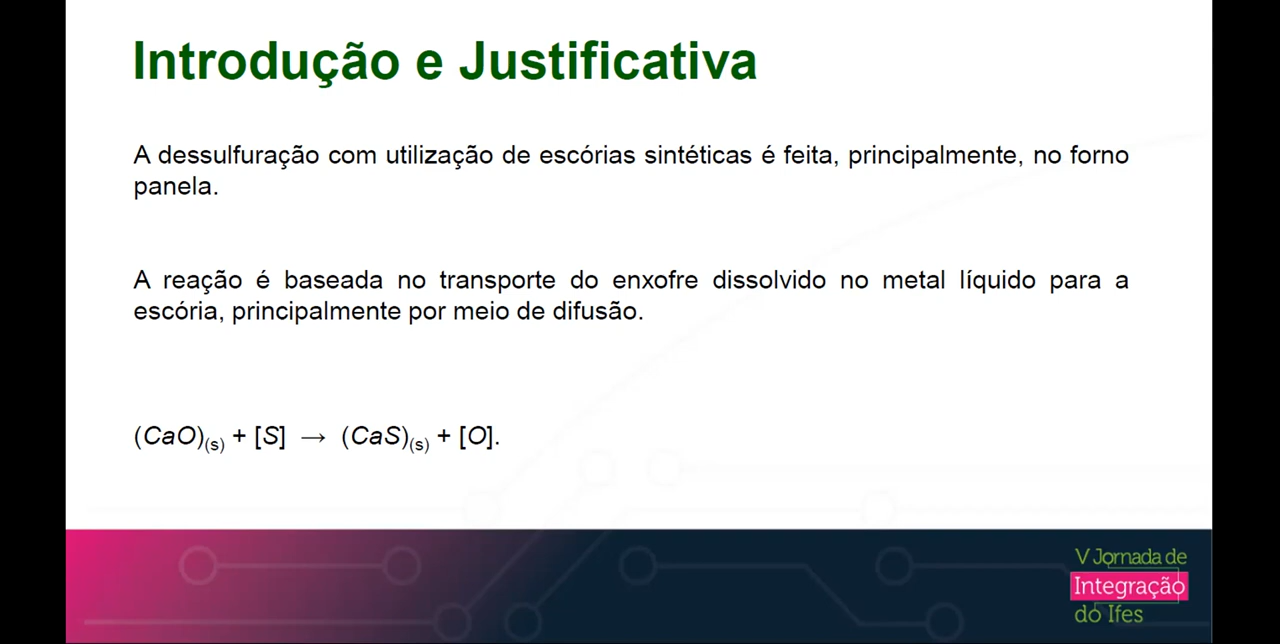 Introdução e Justificativa
A dessulfuração com utilização de escórias sintéticas é feita, principalmente, no forno
panela.
A reação é baseada no transporte do enxofre dissolvido no metal líquido para a
escória, principalmente por meio de difusão.
(CaO)(s) + [S] → (CaS)(s) + [O].
V Jornada de
Integração
do Ifes